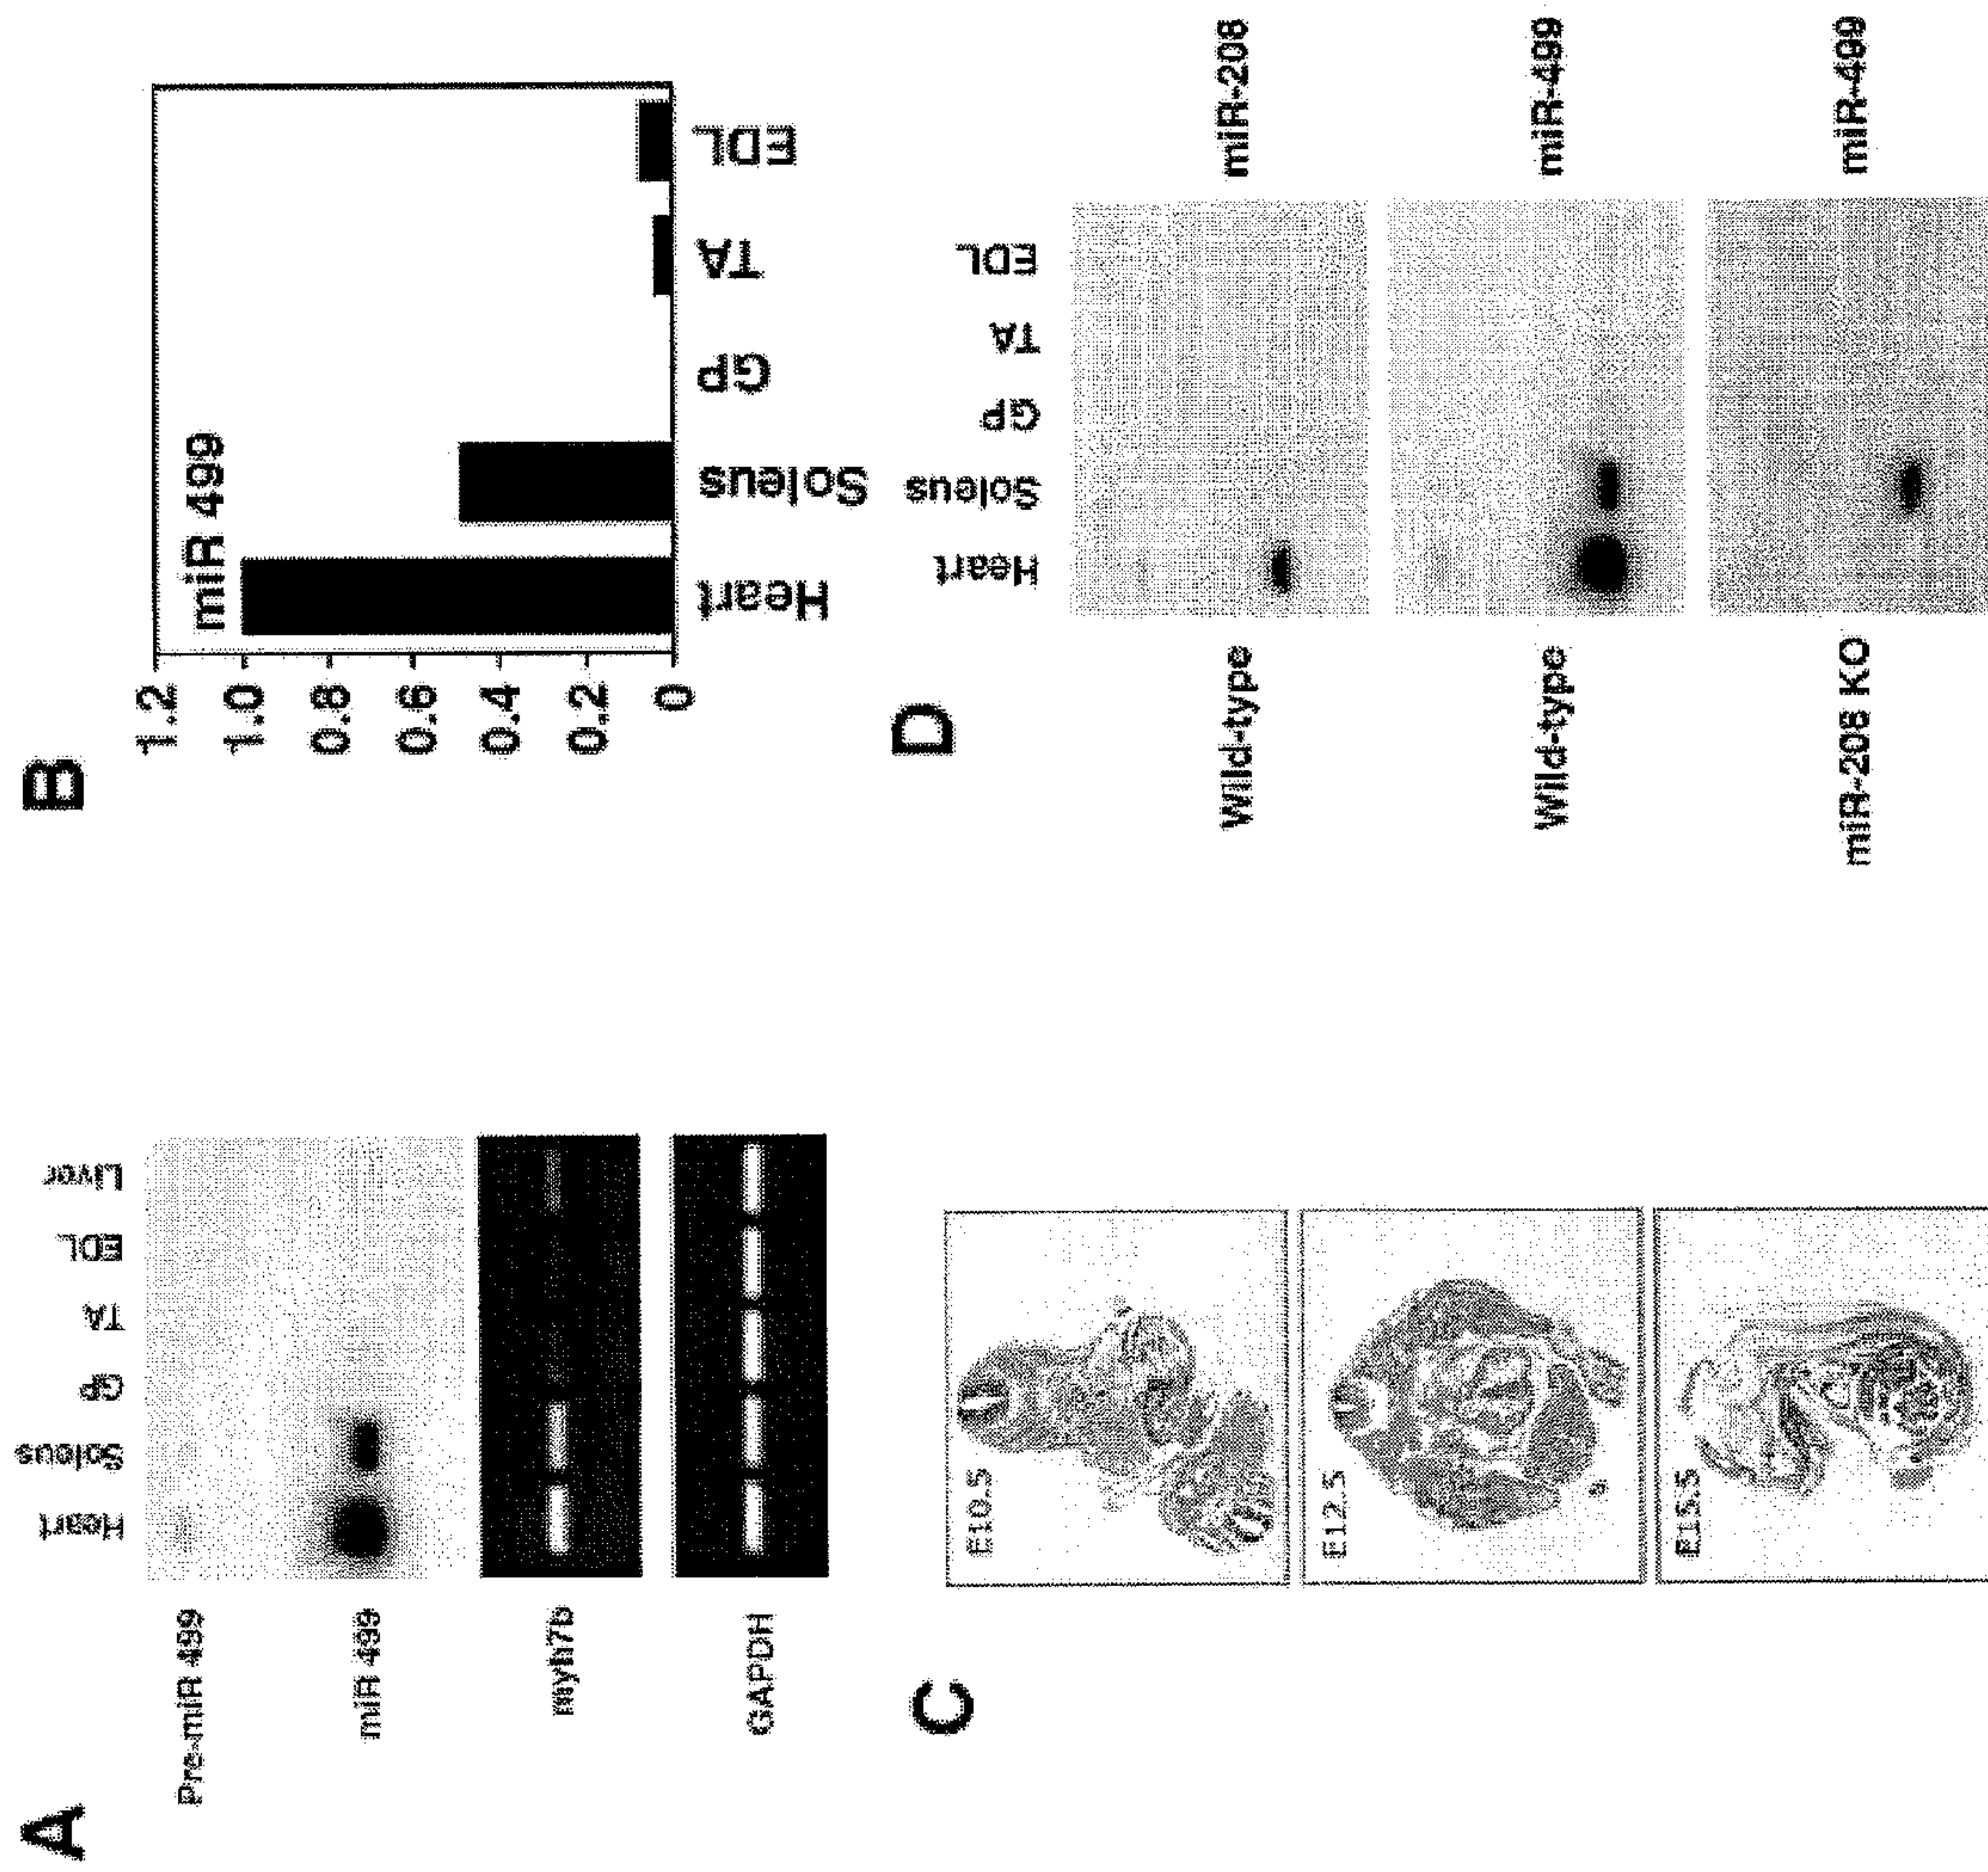 A
Heart
Soleus
GP
TA
EDL
Liver
Pre-miR 499
miR 499
myh7b
GAPDH
B
miR 499
1.2
1.0
0.8
0.6
0.4
0.2
0
Heart
Soleus
GP
TA
EDL
C
E10.5
E12.5
E15.5
D
Heart
Soleus
GP
TA
EDL
Wild-type
miR-208
Wild-type
miR-499
miR-208 KO
miR-499